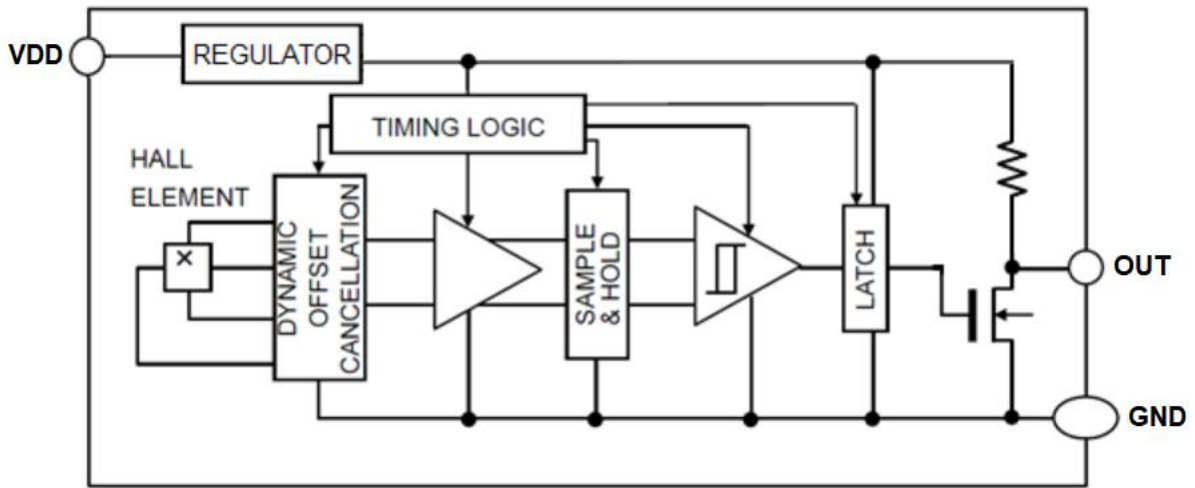 VDD
REGULATOR
TIMING LOGIC
HALL
ELEMENT
DYNAMIC
OFFSET
CANCELLATION
SAMPLE
& HOLD
LATCH
OUT
GND